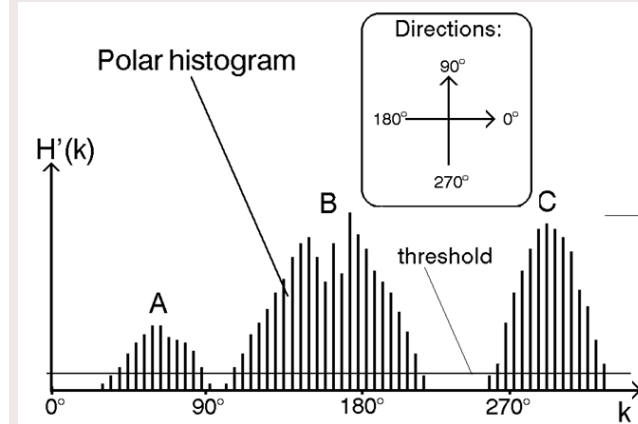 Directions:
90°
180° 0°
270°
Polar histogram
H'(k)
B
C
threshold
A
0° 90° 180° 270° k